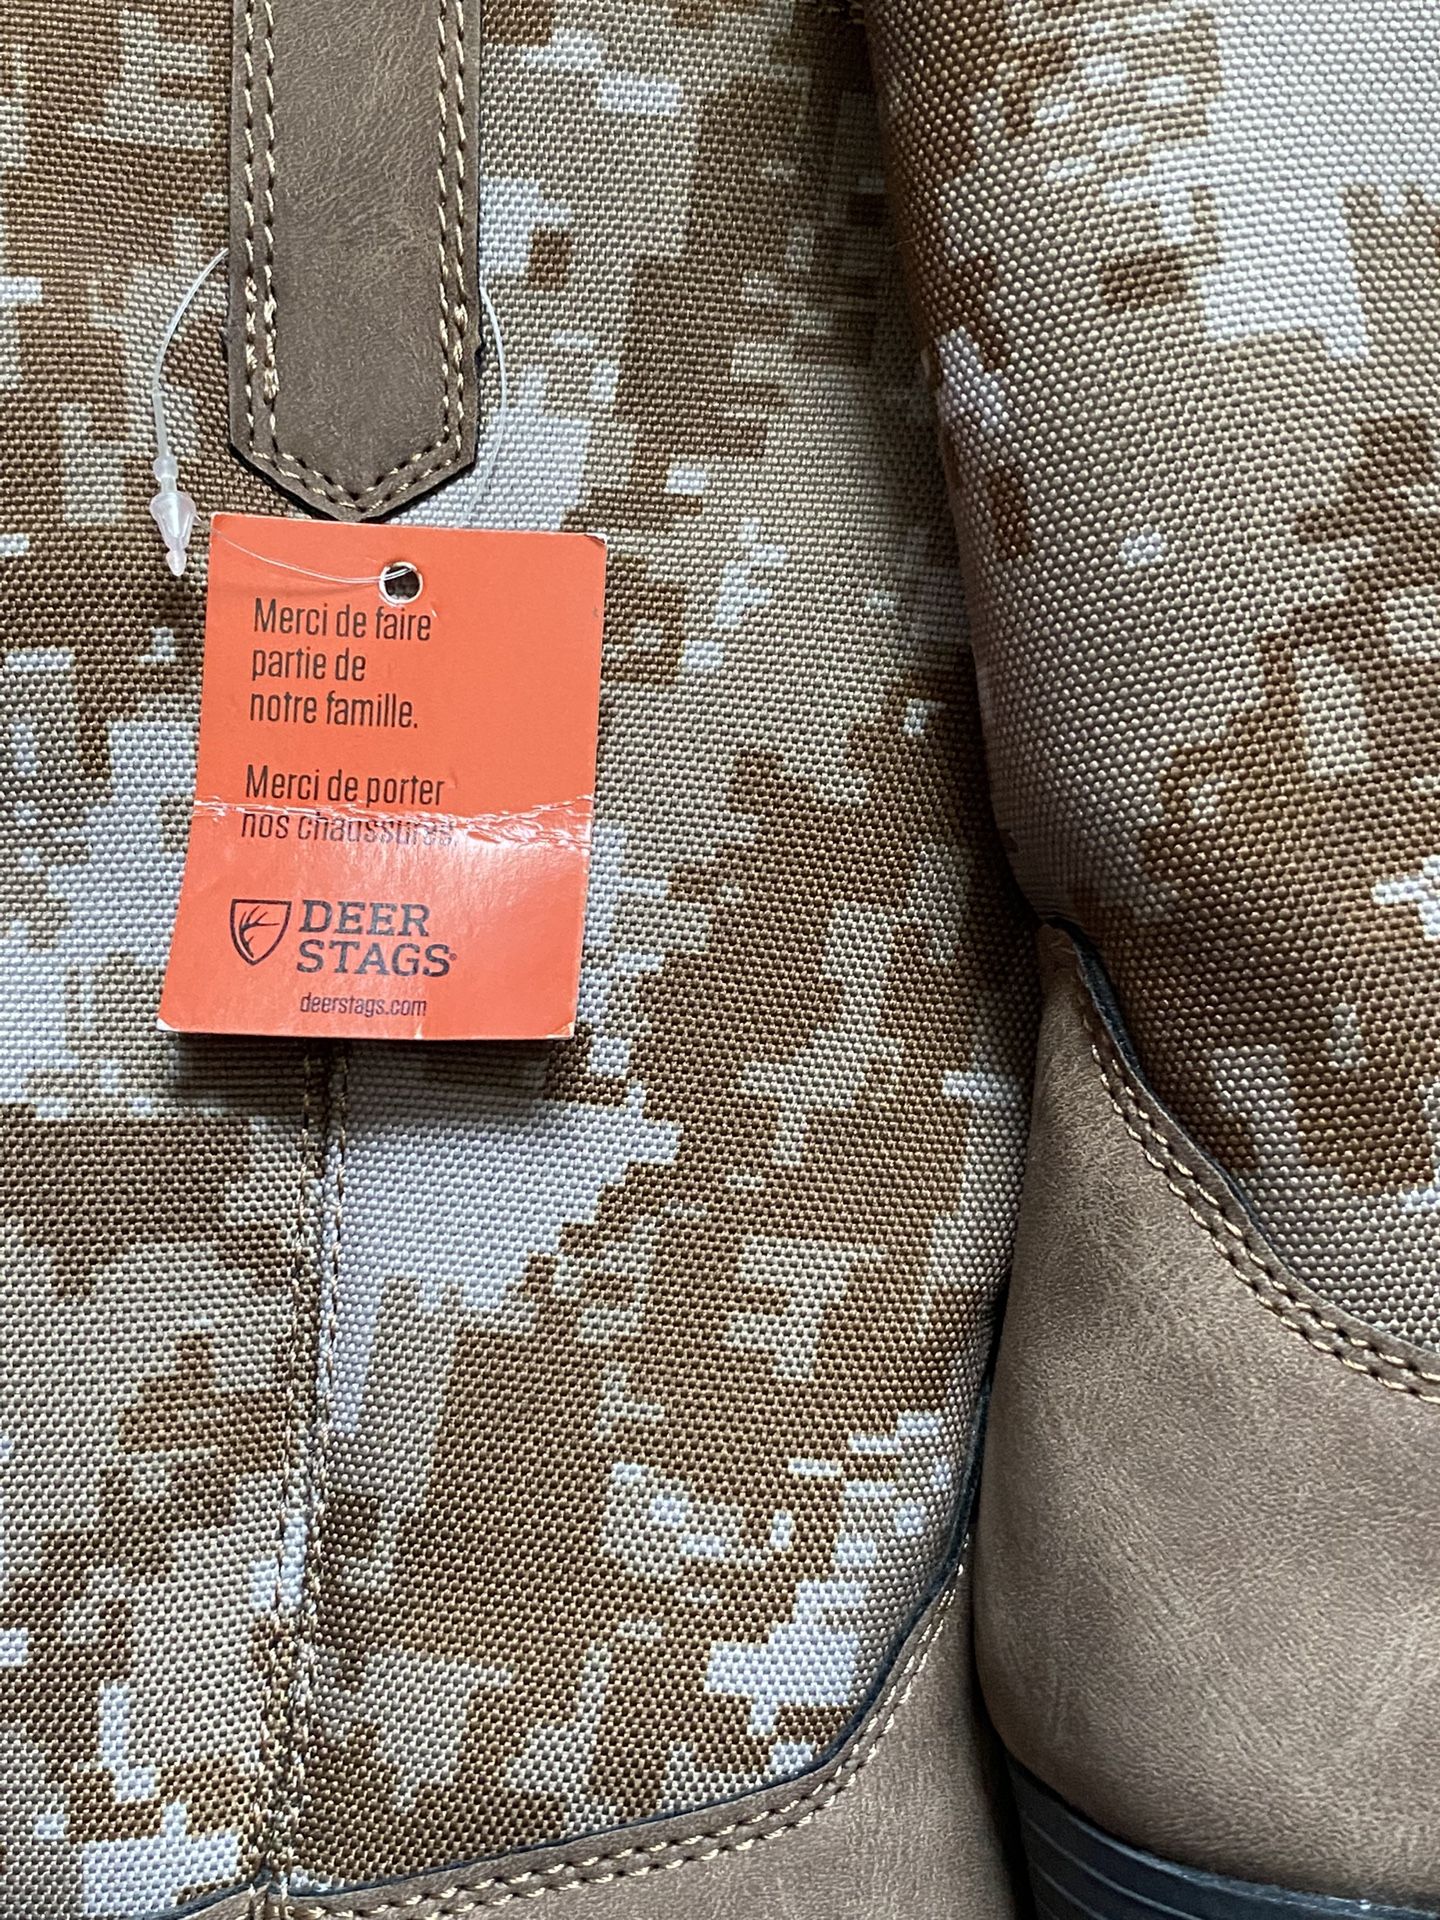 Merci de faire
partie de
notre famille.
Merci de porter
nos chaussures.
DEER
STAGS®
deerstags.com